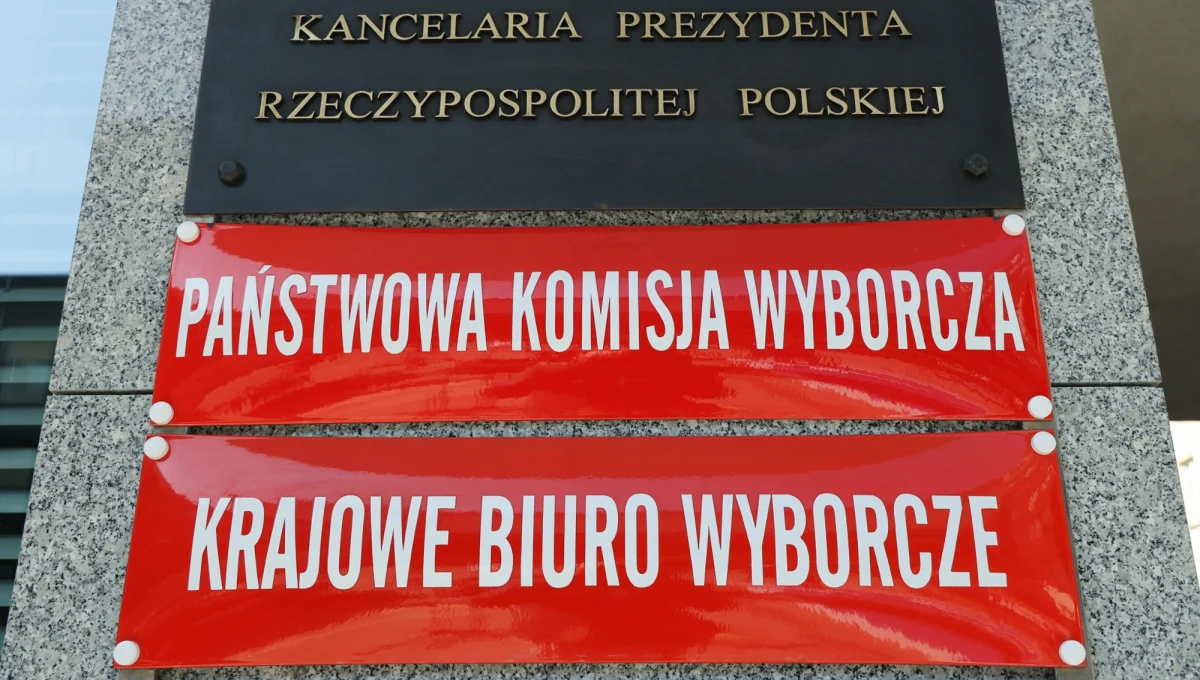 KANCELARIA PREZYDENTA
RZECZYPOSPOLITEJ POLSKIEJ
PAŃSTWOWA KOMISJA WYBORCZA
KRAJOWE BIURO WYBORCZE